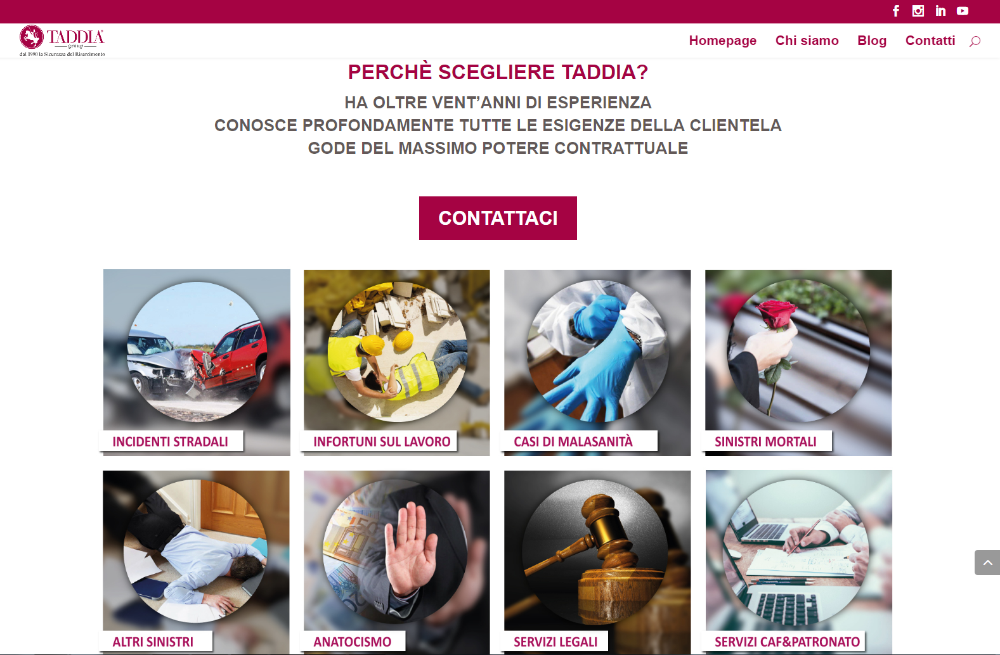 TADDIA®
group
dal 1990 la Sicurezza del Risarcimento
Homepage
Chi siamo
Blog
Contatti
PERCHÈ SCEGLIERE TADDIA?
HA OLTRE VENT’ANNI DI ESPERIENZA
CONOSCE PROFONDAMENTE TUTTE LE ESIGENZE DELLA CLIENTELA
GODE DEL MASSIMO POTERE CONTRATTUALE
CONTATTACI
INCIDENTI STRADALI
INFORTUNI SUL LAVORO
CASI DI MALASANITÀ
SINISTRI MORTALI
ALTRI SINISTRI
ANATOCISMO
SERVIZI LEGALI
SERVIZI CAF&PATRONATO